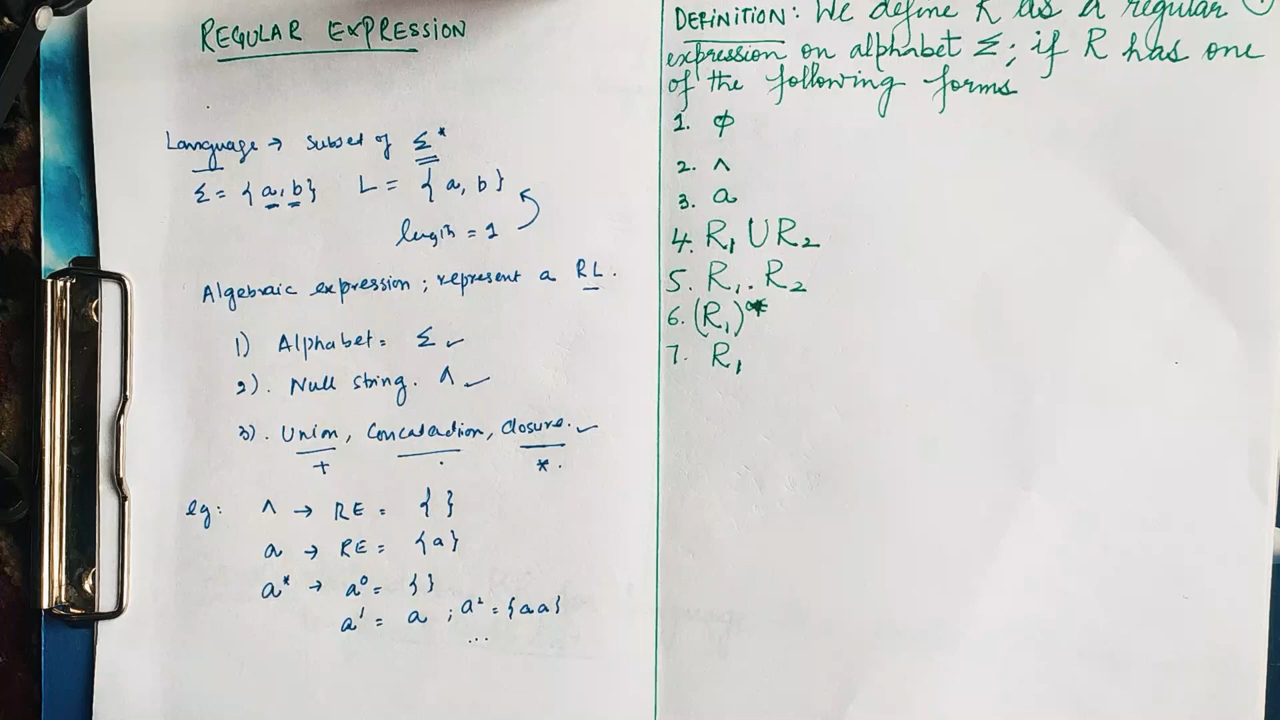 REGULAR EXPRESSION
Language → Subset of Σ*
Σ = {a, b} L = {a, b}
length = 1
Algebraic expression ; represent a RL.
1) Alphabet = Σ ✓
2). Null string. ∧ ✓
3). Union, Concatenation, closure. ✓
+ . *.
eg: ∧ → RE = { }
a → RE = {a}
a* → a⁰ = { }
a¹ = a ; a² = {aa}
...
DEFINITION: We define R as a regular
expression on alphabet Σ; if R has one
of the following forms
1. φ
2. ∧
3. a
4. R₁ ∪ R₂
5. R₁. R₂
6. (R₁)*
7. R₁